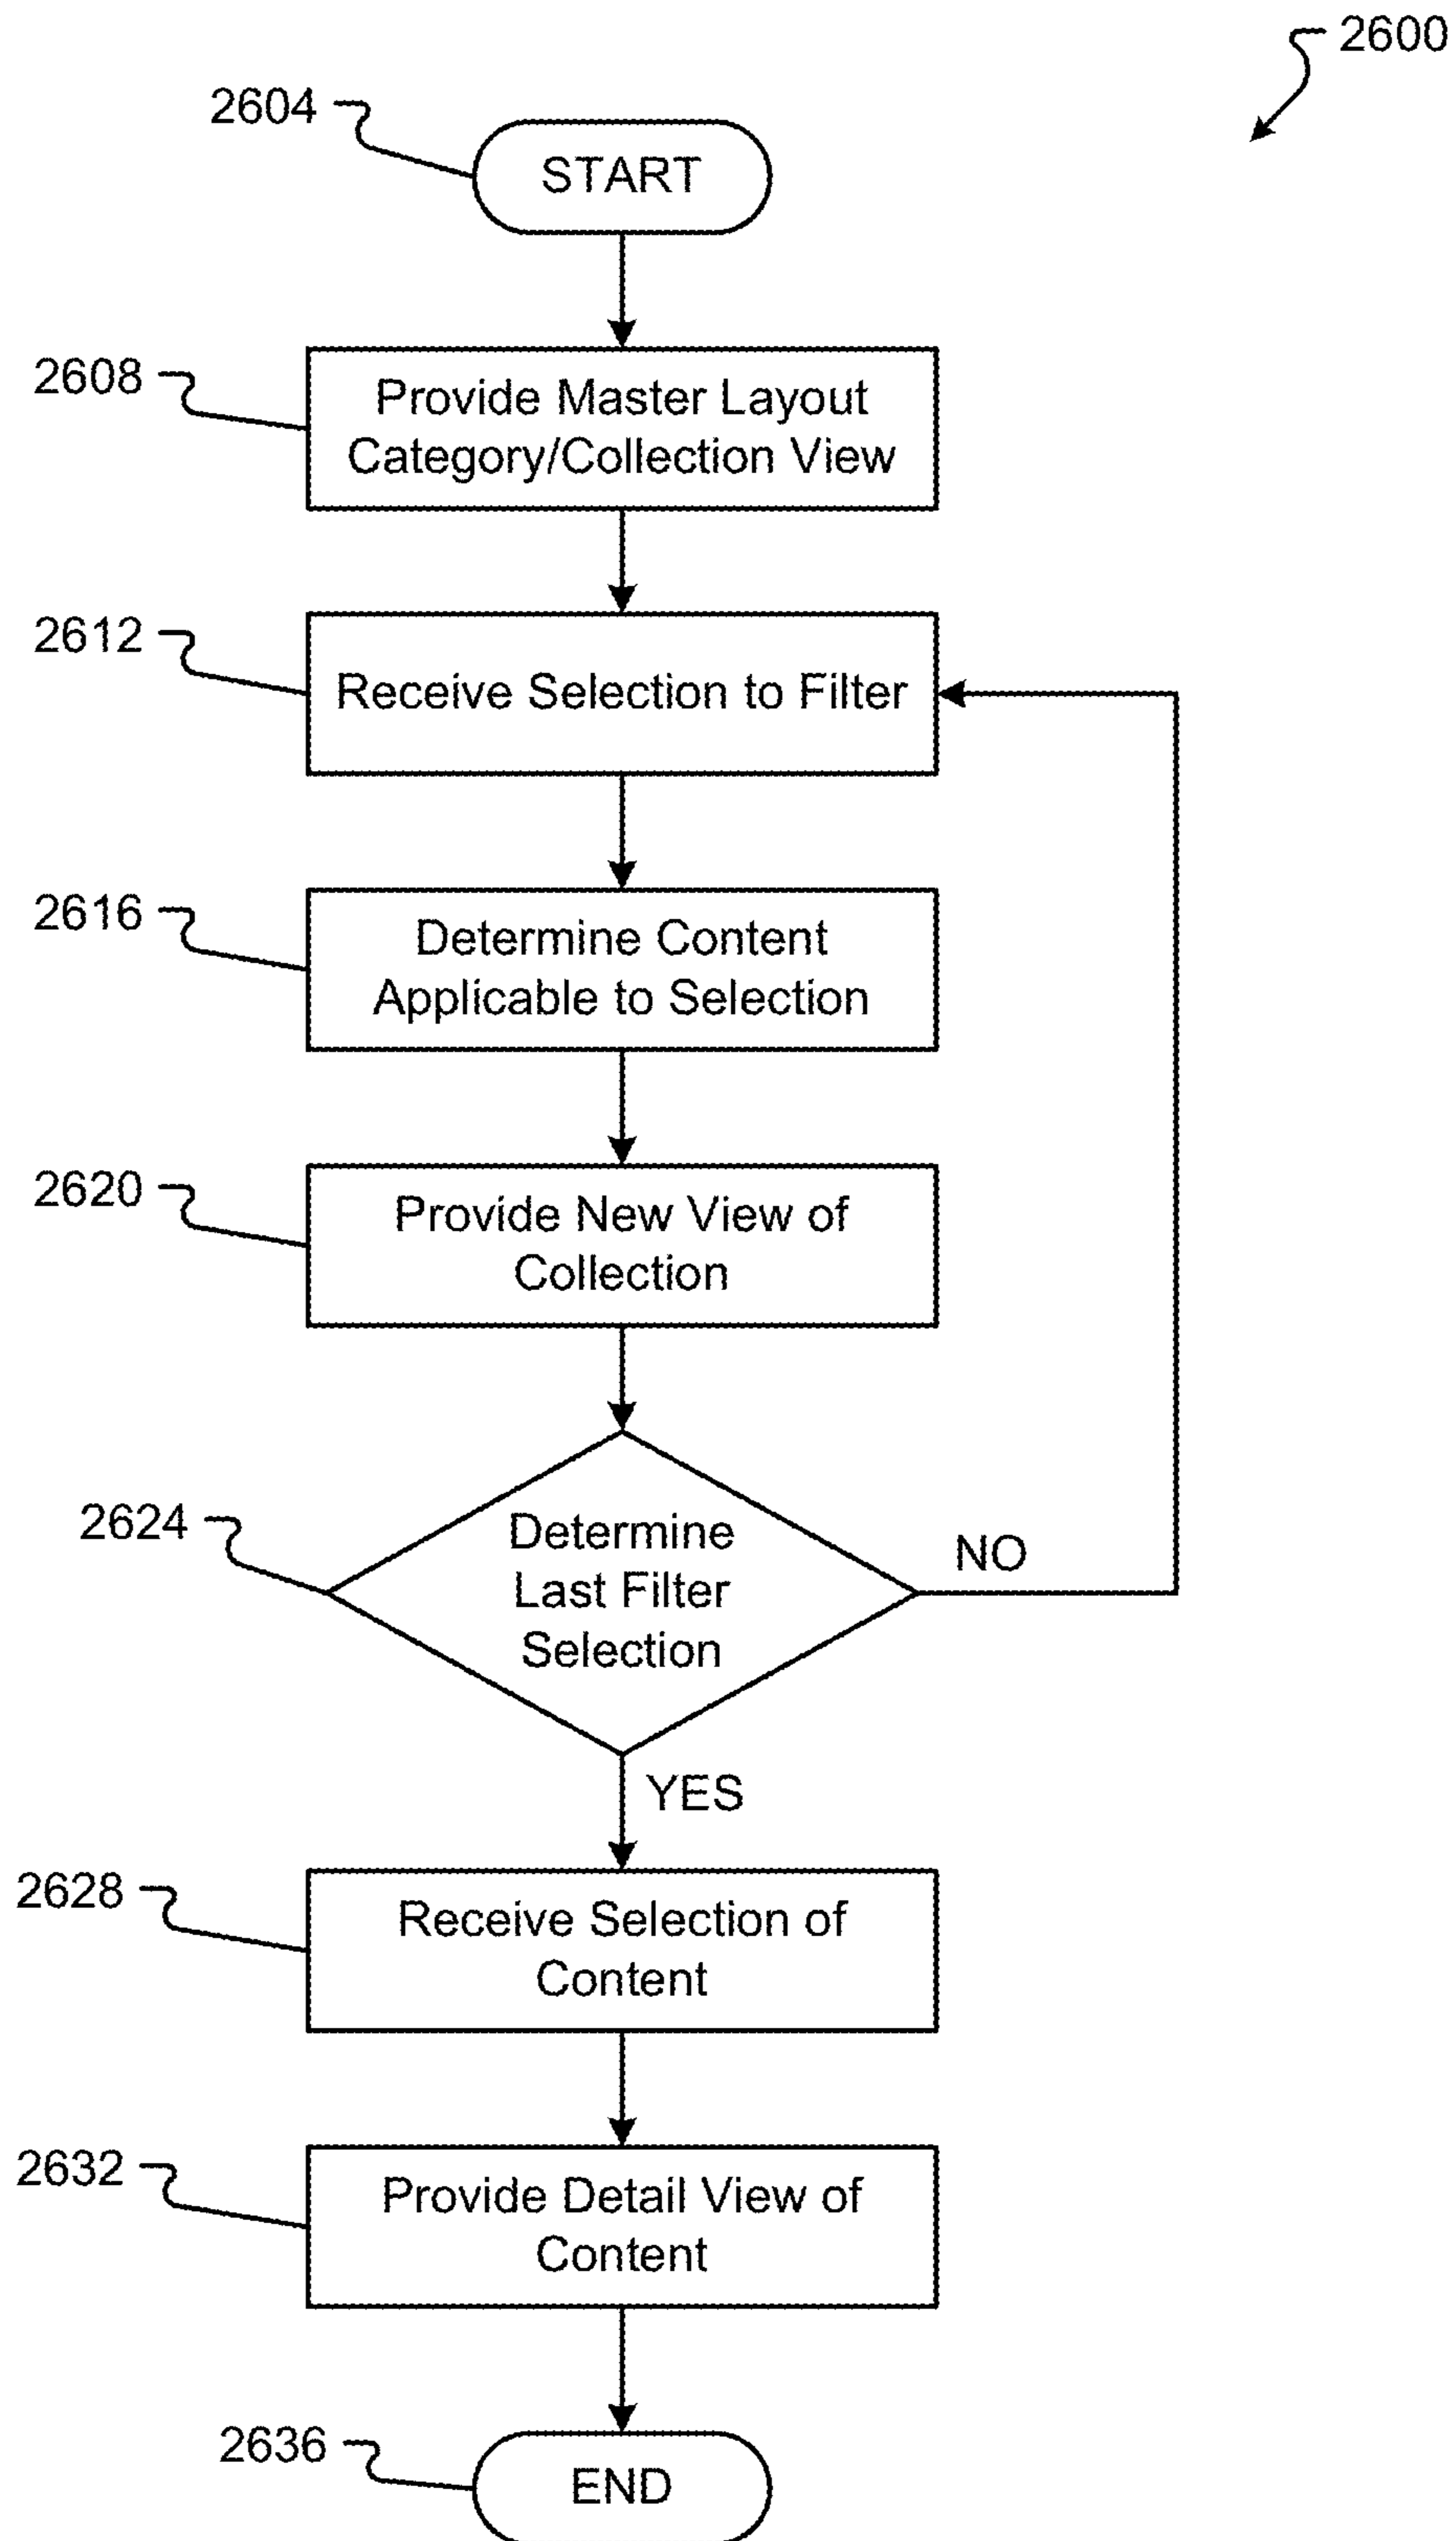 2600
2604
START
2608
Provide Master Layout
Category/Collection View
2612
Receive Selection to Filter
2616
Determine Content
Applicable to Selection
2620
Provide New View of
Collection
2624
Determine
Last Filter
Selection
NO
YES
2628
Receive Selection of
Content
2632
Provide Detail View of
Content
2636
END